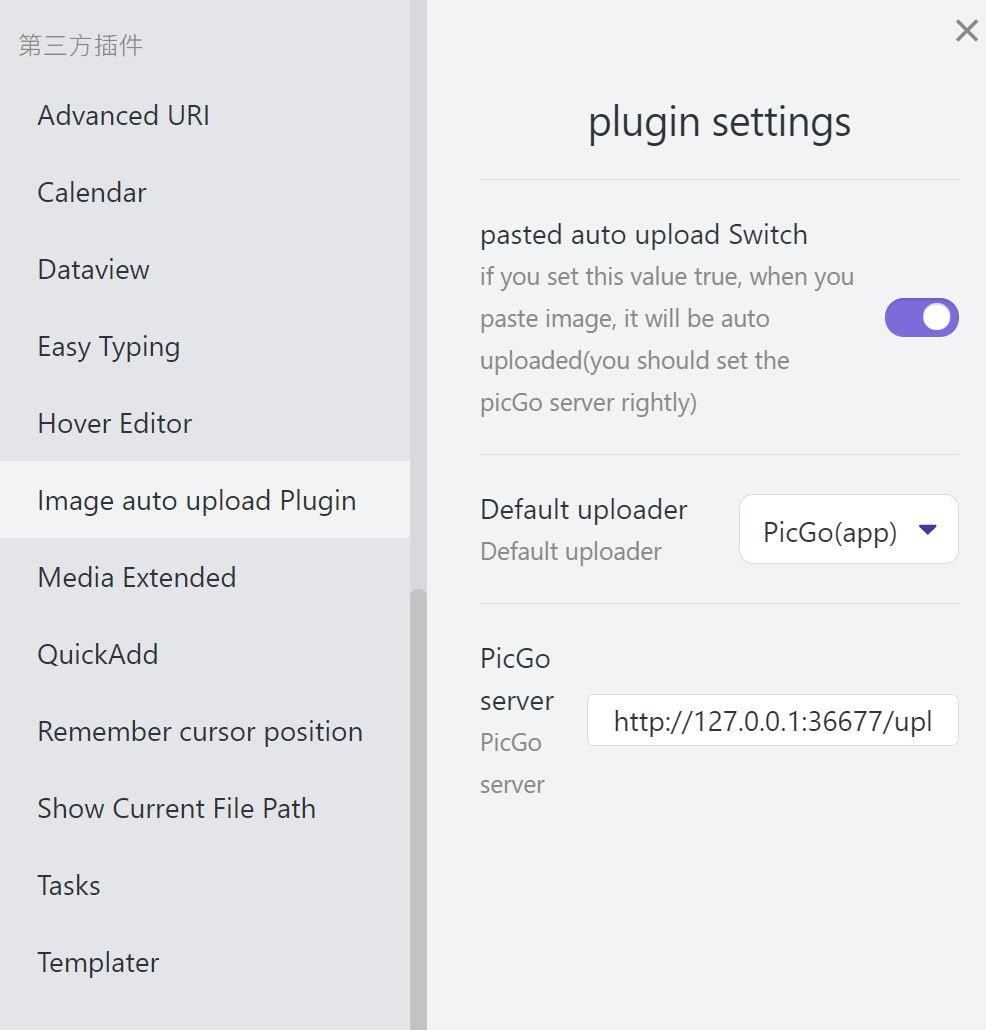 第三方插件
Advanced URI
Calendar
Dataview
Easy Typing
Hover Editor
Image auto upload Plugin
Media Extended
QuickAdd
Remember cursor position
Show Current File Path
Tasks
Templater
plugin settings
pasted auto upload Switch
if you set this value true, when you
paste image, it will be auto
uploaded(you should set the
picGo server rightly)
Default uploader
Default uploader
PicGo(app)
PicGo
server
PicGo
server
http://127.0.0.1:36677/upl